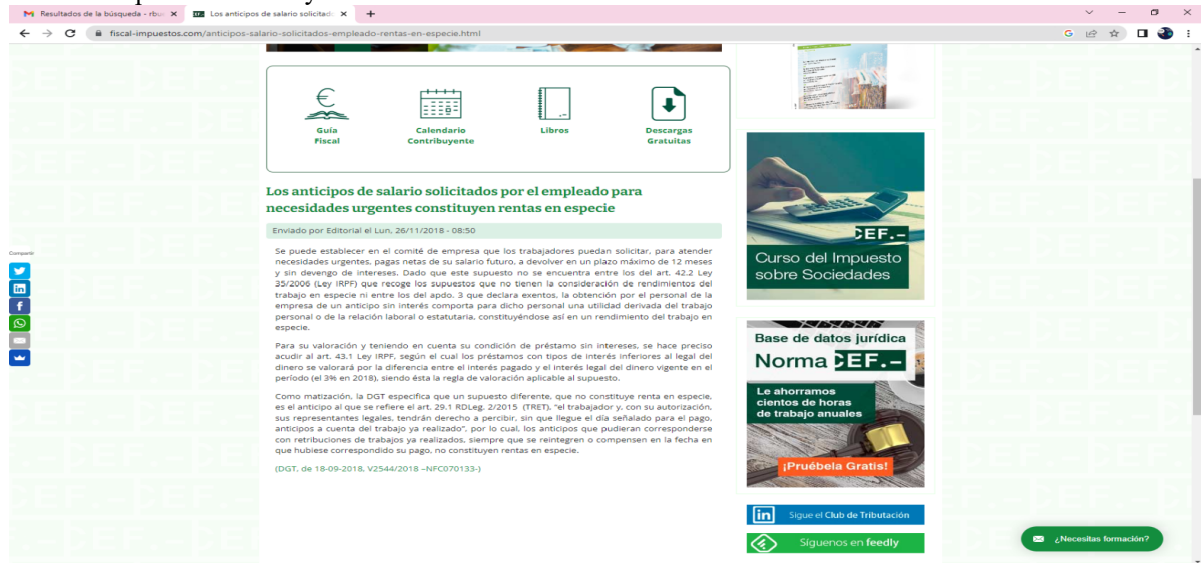 Resultados de la búsqueda - rbu
Los anticipos de salario solicitado
fiscal-impuestos.com/anticipos-salario-solicitados-empleado-rentas-en-especie.html
Guía
Fiscal
Calendario
Contribuyente
Libros
Descargas
Gratuitas
Los anticipos de salario solicitados por el empleado para
necesidades urgentes constituyen rentas en especie
Enviado por Editorial el Lun, 26/11/2018 - 08:50
Se puede establecer en el comité de empresa que los trabajadores puedan solicitar, para atender
necesidades urgentes, pagas netas de su salario futuro, a devolver en un plazo máximo de 12 meses
y sin devengo de intereses. Dado que este supuesto no se encuentra entre los del art. 42.2 Ley
35/2006 (Ley IRPF) que recoge los supuestos que no tienen la consideración de rendimientos del
trabajo en especie ni entre los del apdo. 3 que declara exentos, la obtención por el personal de la
empresa de un anticipo sin interés comporta para dicho personal una utilidad derivada del trabajo
personal o de la relación laboral o estatutaria, constituyéndose así en un rendimiento del trabajo en
especie.
Para su valoración y teniendo en cuenta su condición de préstamo sin intereses, se hace preciso
acudir al art. 43.1 Ley IRPF, según el cual los préstamos con tipos de interés inferiores al legal del
dinero se valorará por la diferencia entre el interés pagado y el interés legal del dinero vigente en el
período (el 3% en 2018), siendo ésta la regla de valoración aplicable al supuesto.
Como matización, la DGT especifica que un supuesto diferente, que no constituye renta en especie,
es el anticipo al que se refiere el art. 29.1 RDLeg. 2/2015 (TRET), "el trabajador y, con su autorización,
sus representantes legales, tendrán derecho a percibir, sin que llegue el día señalado para el pago,
anticipos a cuenta del trabajo ya realizado", por lo cual, los anticipos que pudieran corresponderse
con retribuciones de trabajos ya realizados, siempre que se reintegren o compensen en la fecha en
que hubiese correspondido su pago, no constituyen rentas en especie.
(DGT, de 18-09-2018, V2544/2018 –NFC070133-)
Compartir
CEF.-
Curso del Impuesto
sobre Sociedades
Base de datos jurídica
Norma CEF.-
Le ahorramos
cientos de horas
de trabajo anuales
¡Pruébela Gratis!
Sigue el Club de Tributación
Síguenos en feedly
¿Necesitas formación?